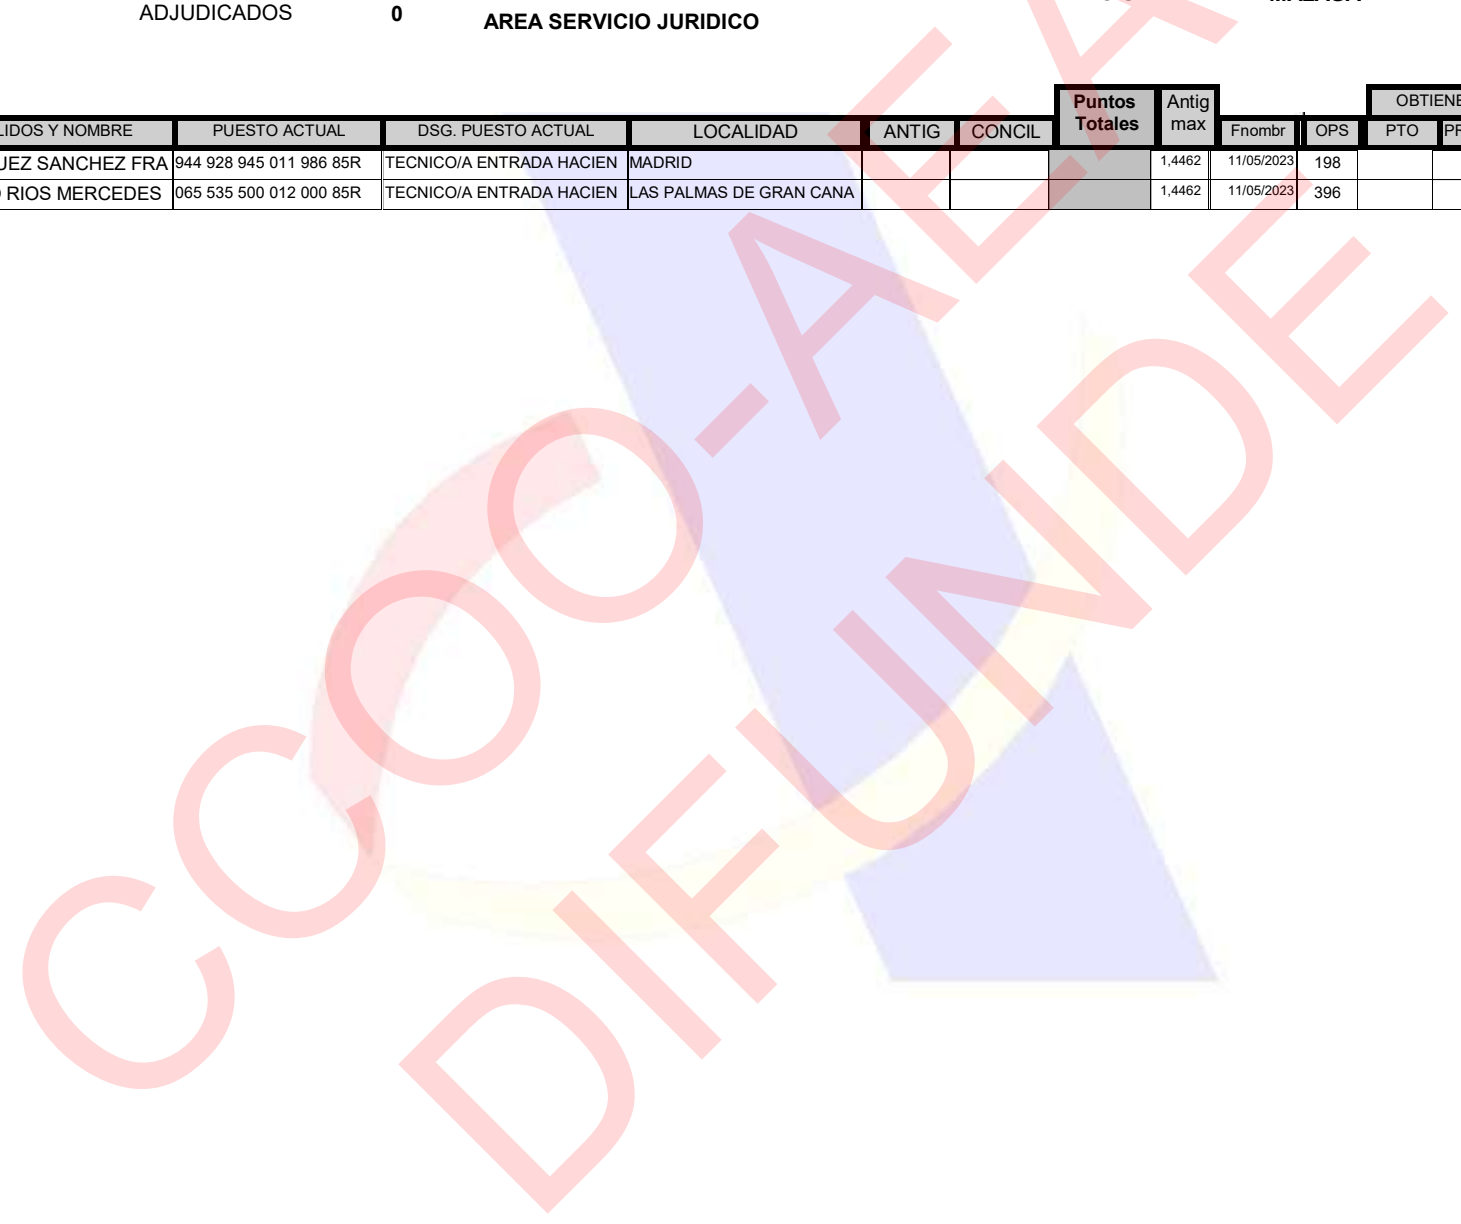 ADJUDICADOS 0 AREA SERVICIO JURIDICO
LIDOS Y NOMBRE PUESTO ACTUAL DSG. PUESTO ACTUAL LOCALIDAD ANTIG CONCIL Puntos Totales Antig max Fnombr OPS OBTIENE PTO PR
UEZ SANCHEZ FRA 944 928 945 011 986 85R TECNICO/A ENTRADA HACIEN MADRID 1,4462 11/05/2023 198
RIOS MERCEDES 065 535 500 012 000 85R TECNICO/A ENTRADA HACIEN LAS PALMAS DE GRAN CANA 1,4462 11/05/2023 396
CCOO-AEA
DIFUNDE